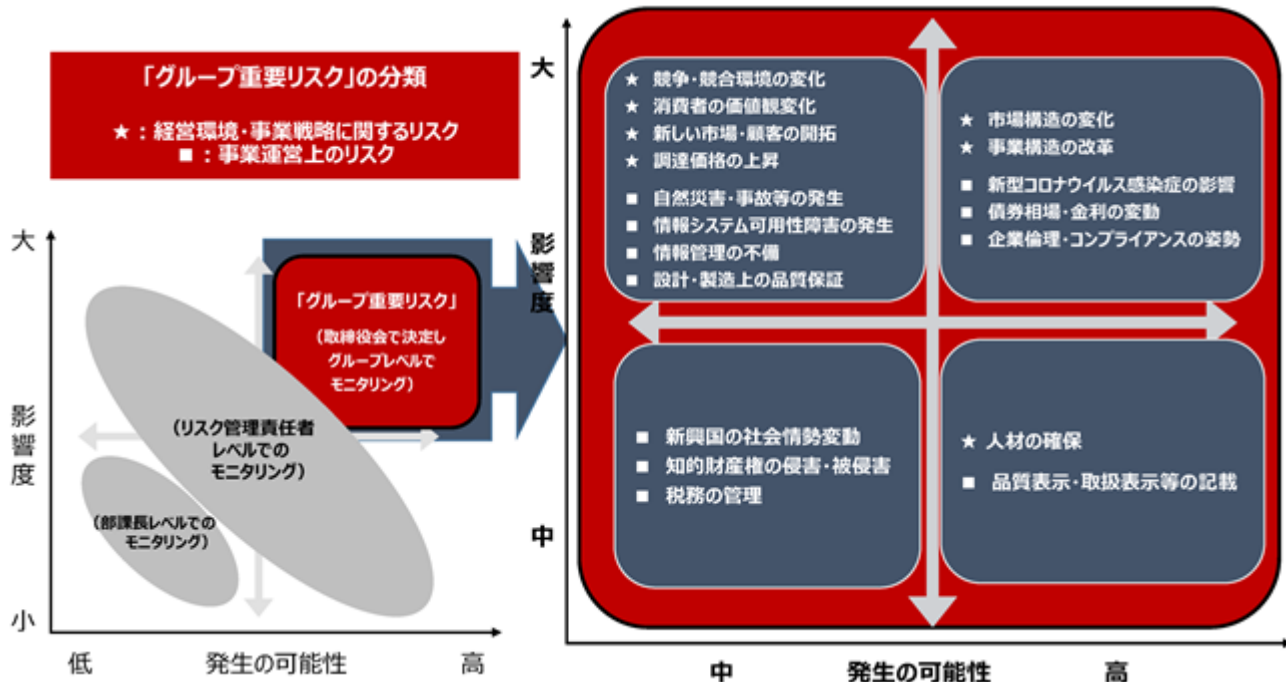 「グループ重要リスク」の分類
★：経営環境・事業戦略に関するリスク
■：事業運営上のリスク
大
影響度
小
低
発生の可能性
高
「グループ重要リスク」
（取締役会で決定し
グループレベルで
モニタリング）
（リスク管理責任者
レベルでの
モニタリング）
（部課長レベルでの
モニタリング）
大
影響度
中
中
発生の可能性
高
★ 競争・競合環境の変化
★ 消費者の価値観変化
★ 新しい市場・顧客の開拓
★ 調達価格の上昇
■ 自然災害・事故等の発生
■ 情報システム可用性障害の発生
■ 情報管理の不備
■ 設計・製造上の品質保証
★ 市場構造の変化
★ 事業構造の改革
■ 新型コロナウイルス感染症の影響
■ 債券相場・金利の変動
■ 企業倫理・コンプライアンスの姿勢
■ 新興国の社会情勢変動
■ 知的財産権の侵害・被侵害
■ 税務の管理
★ 人材の確保
■ 品質表示・取扱表示等の記載